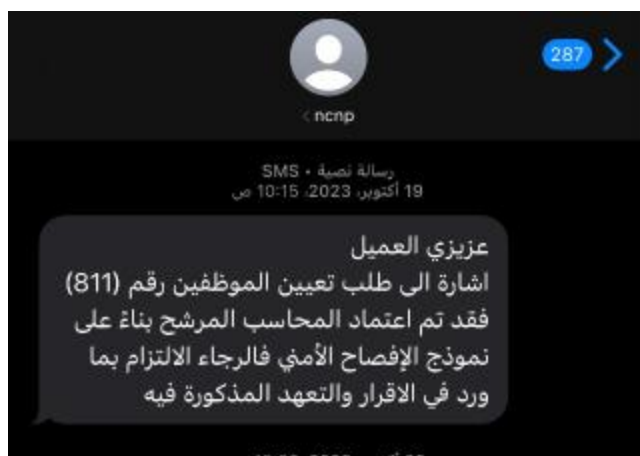 287
ncnp
رسالة نصية • SMS
19 أكتوبر، 2023، 10:15 ص
عزيزي العميل
اشارة الى طلب تعيين الموظفين رقم (811)
فقد تم اعتماد المحاسب المرشح بناءً على
نموذج الإفصاح الأمني فالرجاء الالتزام بما
ورد في الاقرار والتعهد المذكورة فيه